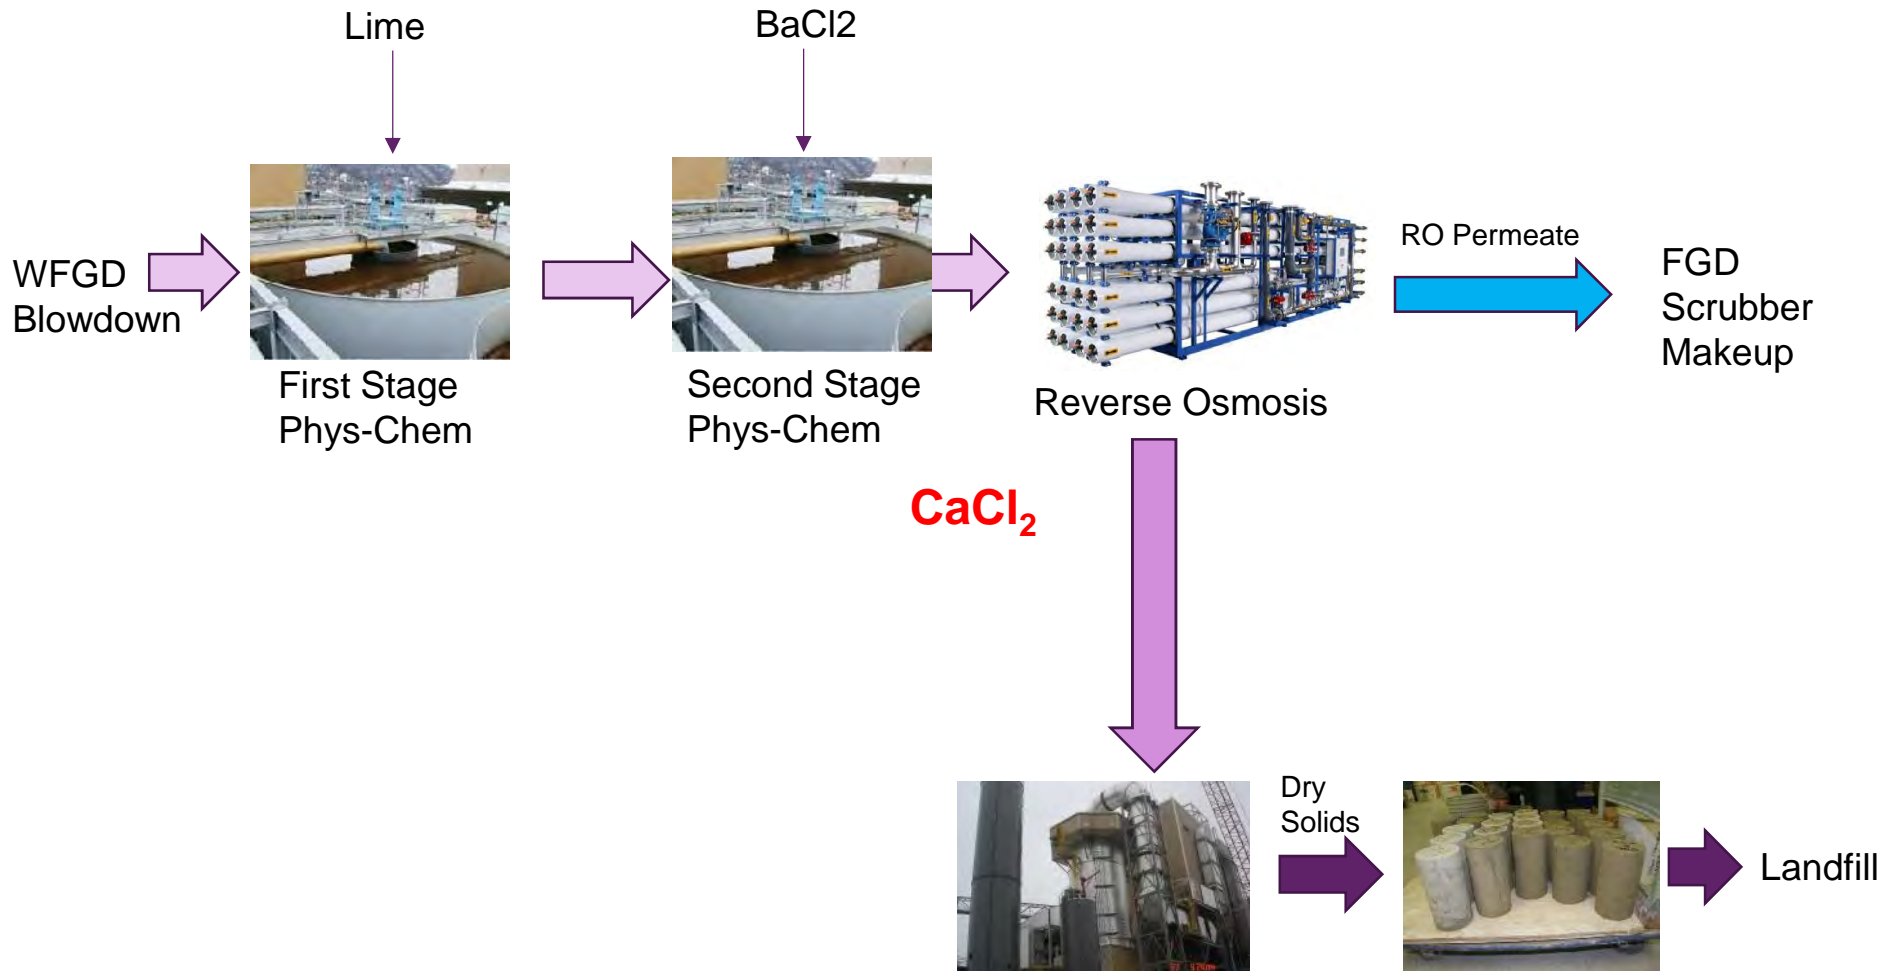 Lime
BaCl2
WFGD
Blowdown
First Stage
Phys-Chem
Second Stage
Phys-Chem
Reverse Osmosis
RO Permeate
FGD
Scrubber
Makeup
CaCl₂
Dry
Solids
Landfill